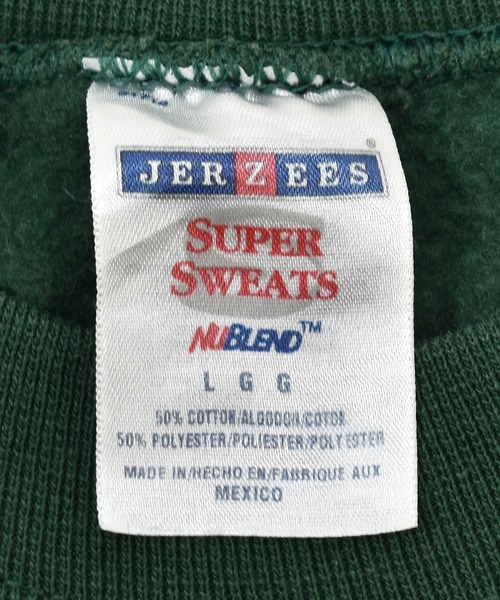 JERZEES®
SUPER
SWEATS
NUBLEND™
L G G
50% COTTON/ALGODON/COTON
50% POLYESTER/POLIESTER/POLYESTER
MADE IN/HECHO EN/FABRIQUE AUX
MEXICO